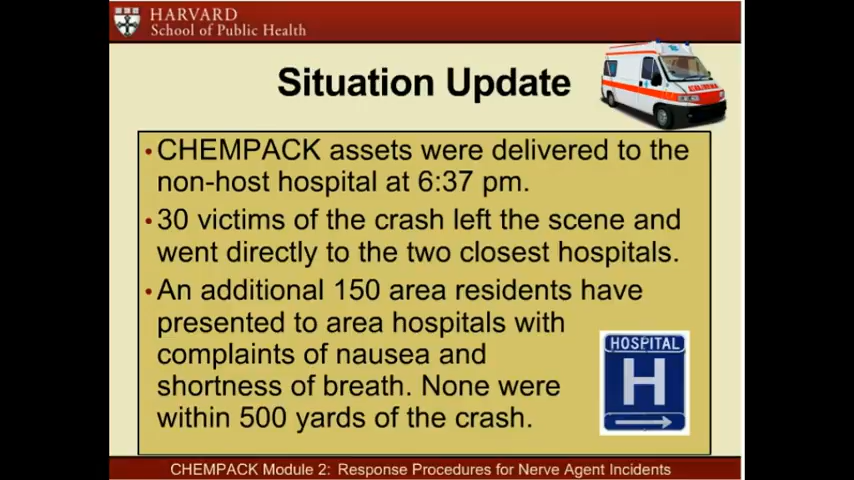 HARVARD
School of Public Health
Situation Update
• CHEMPACK assets were delivered to the
non-host hospital at 6:37 pm.
• 30 victims of the crash left the scene and
went directly to the two closest hospitals.
• An additional 150 area residents have
presented to area hospitals with
complaints of nausea and
shortness of breath. None were
within 500 yards of the crash.
HOSPITAL
H
CHEMPACK Module 2: Response Procedures for Nerve Agent Incidents